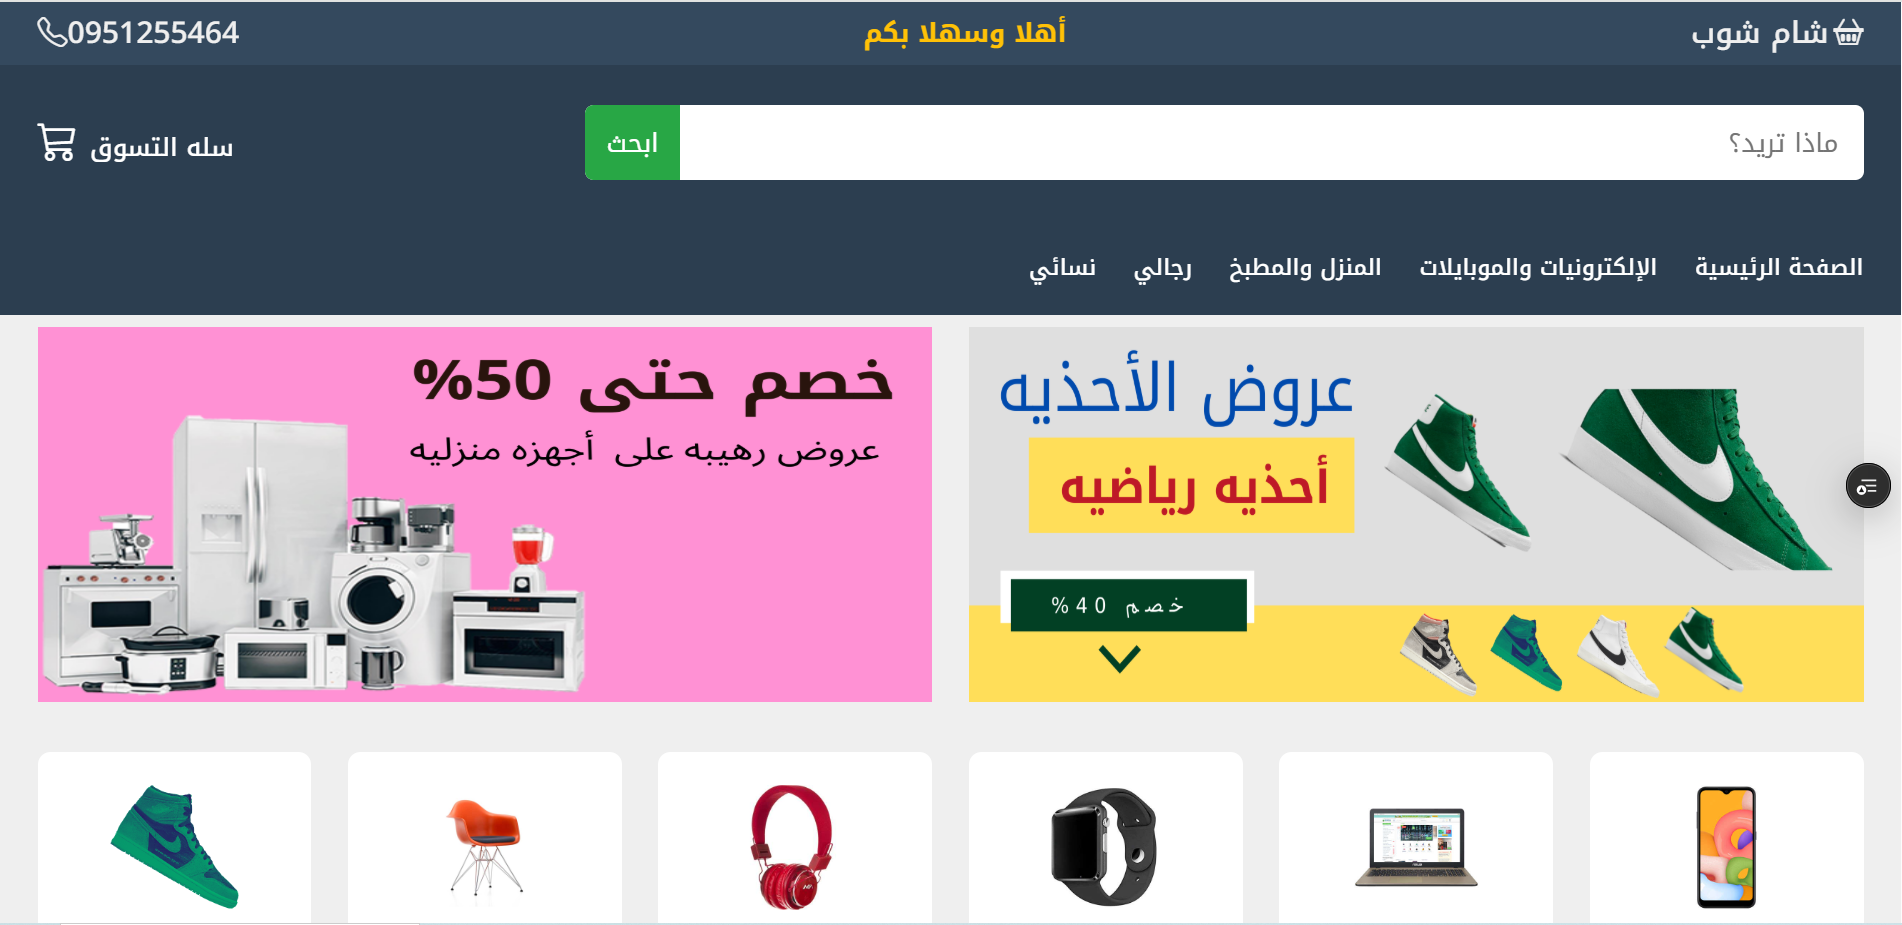 شام شوب
أهلا وسهلا بكم
0951255464
ماذا تريد؟
ابحث
سله التسوق
الصفحة الرئيسية
الإلكترونيات والموبايلات
المنزل والمطبخ
رجالي
نسائي
عروض الأحذيه
أحذيه رياضيه
خصم 40%
خصم حتى 50%
عروض رهيبه على أجهزه منزليه